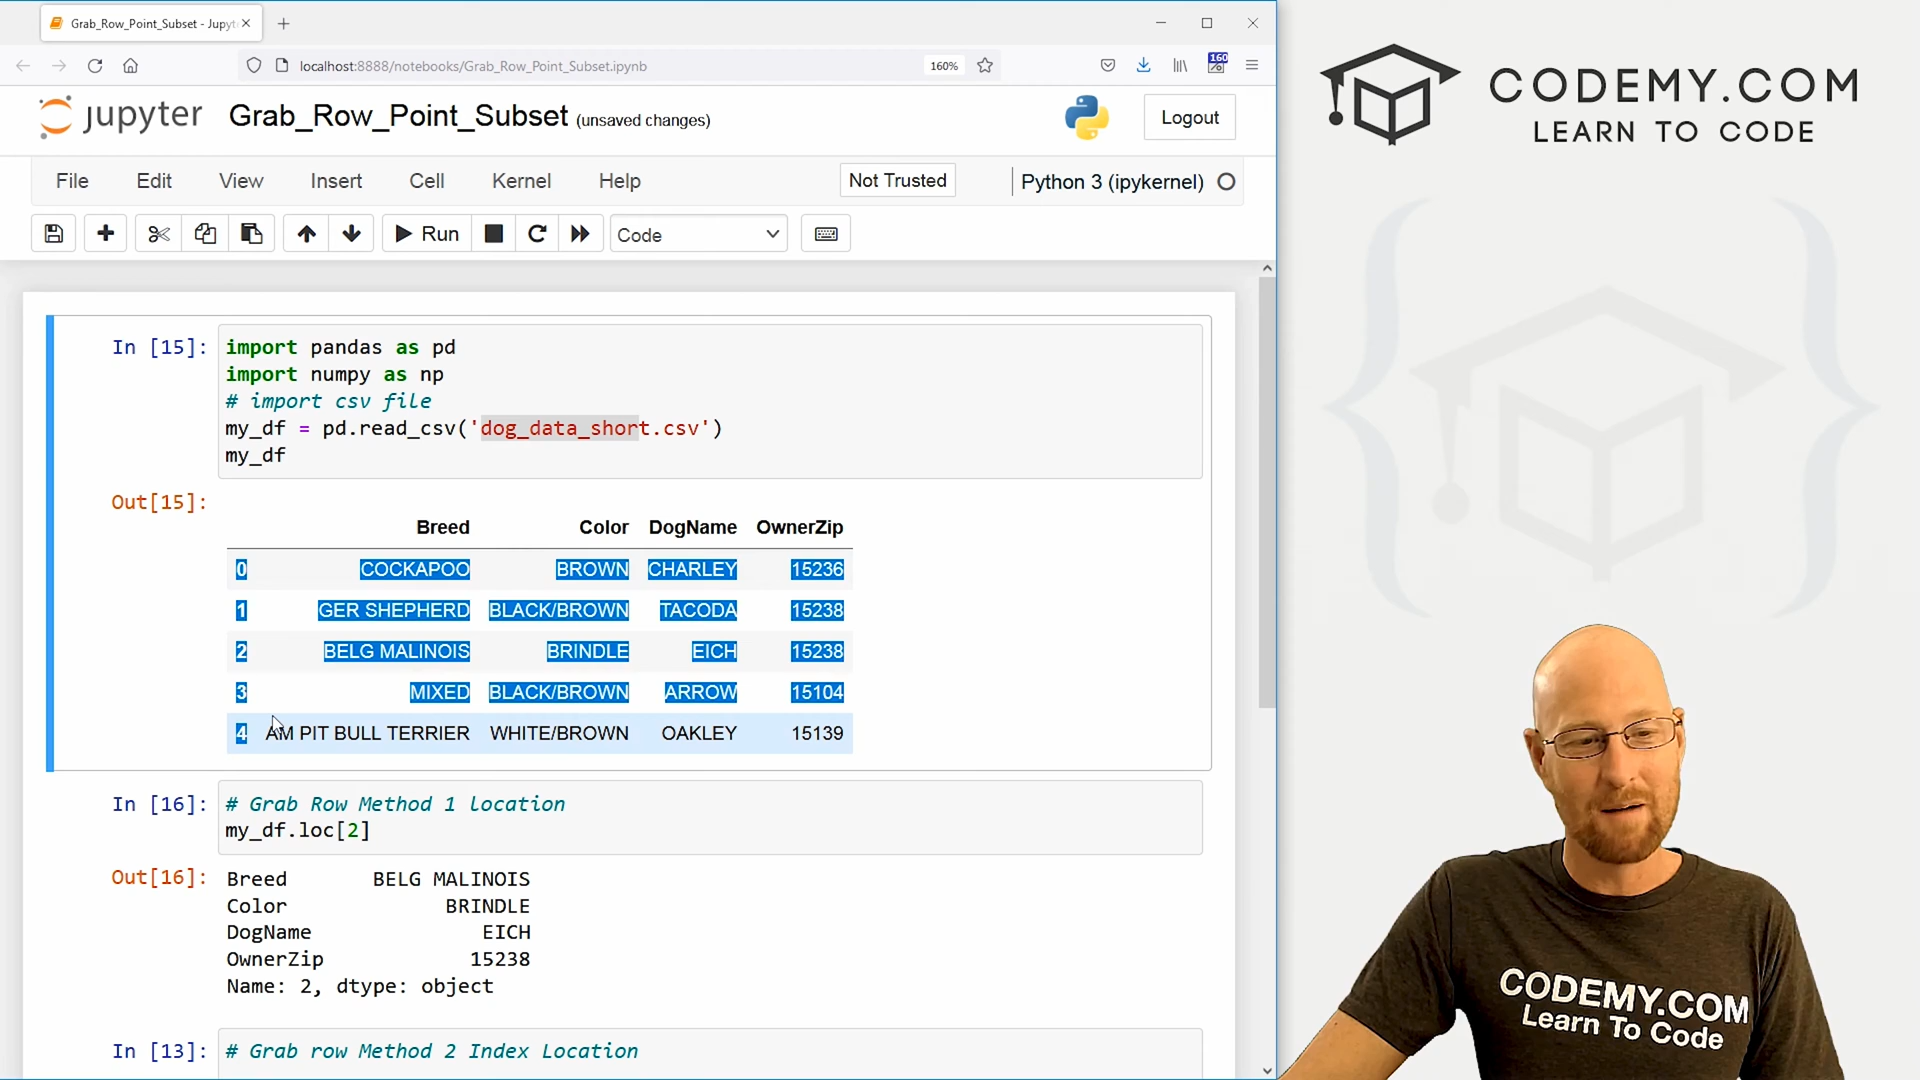 Grab_Row_Point_Subset - Jupyt
localhost:8888/notebooks/Grab_Row_Point_Subset.ipynb
160%
160
jupyter Grab_Row_Point_Subset (unsaved changes)
Logout
File Edit View Insert Cell Kernel Help
Not Trusted
Python 3 (ipykernel)
Run
Code
In [15]:
import pandas as pd
import numpy as np
# import csv file
my_df = pd.read_csv('dog_data_short.csv')
my_df
Out[15]:
Breed Color DogName OwnerZip
0 COCKAPOO BROWN CHARLEY 15236
1 GER SHEPHERD BLACK/BROWN TACODA 15238
2 BELG MALINOIS BRINDLE EICH 15238
3 MIXED BLACK/BROWN ARROW 15104
4 AM PIT BULL TERRIER WHITE/BROWN OAKLEY 15139
In [16]:
# Grab Row Method 1 location
my_df.loc[2]
Out[16]:
Breed BELG MALINOIS
Color BRINDLE
DogName EICH
OwnerZip 15238
Name: 2, dtype: object
In [13]:
# Grab row Method 2 Index Location
CODEMY.COM
LEARN TO CODE
CODEMY.COM
Learn To Code